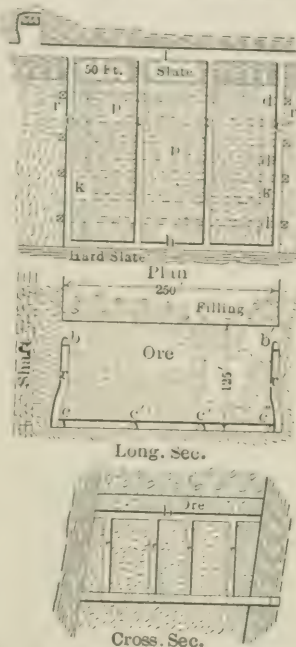 l
50 Ft. Slate
r p d r
p
k d k
l
h
Hard Slate
Plan
250'
Filling
b b
Ore
Shaft 125'
c c' c' c
Long. Sec.
Ore
h
Cross. Sec.